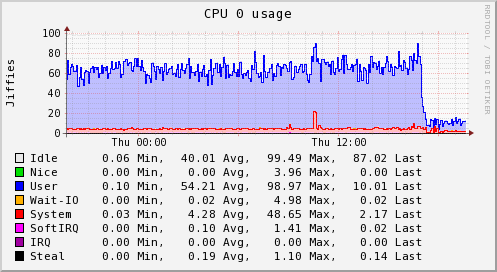 CPU 0 usage
RRDTOOL / TOBI OETIKER
Jiffies
100
80
60
40
20
0
Thu 00:00 Thu 12:00
Idle 0.06 Min, 40.01 Avg, 99.49 Max, 87.02 Last
Nice 0.00 Min, 0.00 Avg, 3.96 Max, 0.00 Last
User 0.10 Min, 54.21 Avg, 98.97 Max, 10.01 Last
Wait-IO 0.00 Min, 0.02 Avg, 4.98 Max, 0.02 Last
System 0.03 Min, 4.28 Avg, 48.65 Max, 2.17 Last
SoftIRQ 0.00 Min, 0.10 Avg, 1.41 Max, 0.02 Last
IRQ 0.00 Min, 0.00 Avg, 0.00 Max, 0.00 Last
Steal 0.00 Min, 0.19 Avg, 1.10 Max, 0.14 Last